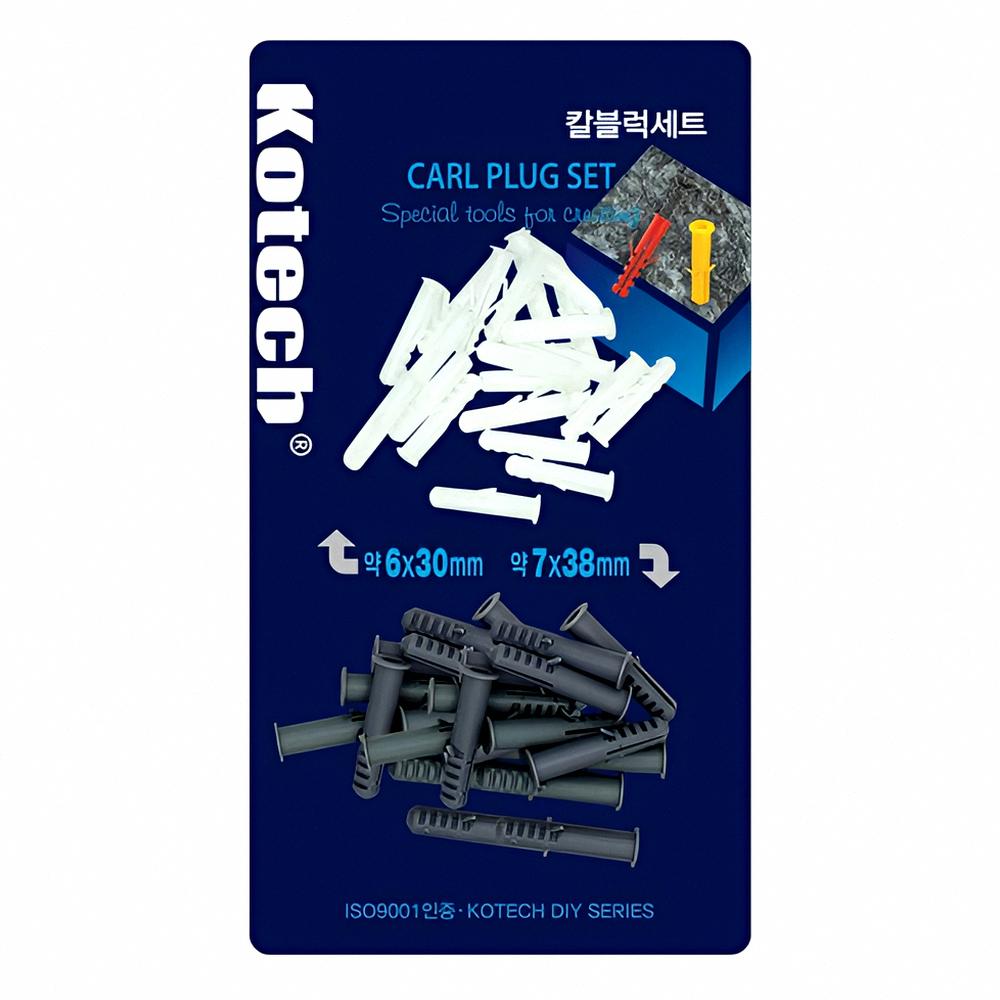 Kotech®
칼블럭세트
CARL PLUG SET
Special tools for creating
약 6x30mm 약 7x38mm
ISO9001인증·KOTECH DIY SERIES